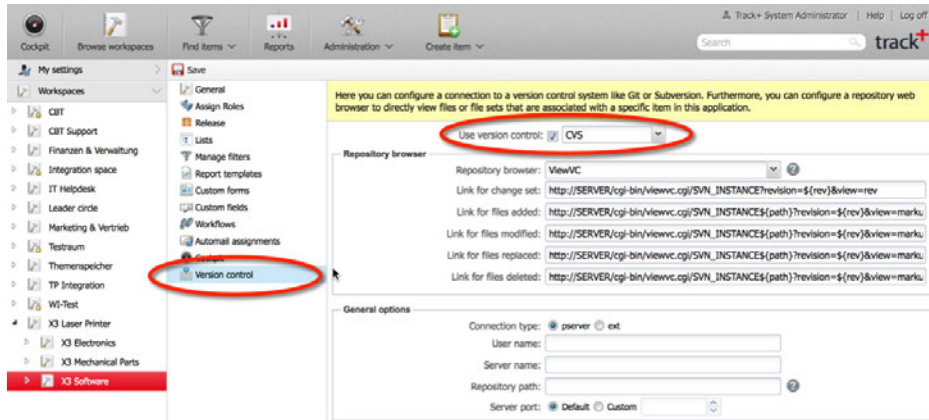 Track+ System Administrator | Help | Log off
Cockpit Browse workspaces Find items Reports Administration Create item
Search
track+
My settings
Workspaces
CBT
CBT Support
Finanzen & Verwaltung
Integration space
IT Helpdesk
Leader circle
Marketing & Vertrieb
Testraum
Themenspeicher
TP Integration
WI-Test
X3 Laser Printer
X3 Electronics
X3 Mechanical Parts
X3 Software
Save
General
Assign Roles
Release
Lists
Manage filters
Report templates
Custom forms
Custom fields
Workflows
Automail assignments
Cockpit
Version control
Here you can configure a connection to a version control system like Git or Subversion. Furthermore, you can configure a repository web
browser to directly view files or file sets that are associated with a specific item in this application.
Use version control: CVS
Repository browser
Repository browser: ViewVC
Link for change set: http://SERVER/cgi-bin/viewvc.cgi/SVN_INSTANCE?revision=${rev}&view=rev
Link for files added: http://SERVER/cgi-bin/viewvc.cgi/SVN_INSTANCE${path}?revision=${rev}&view=marku
Link for files modified: http://SERVER/cgi-bin/viewvc.cgi/SVN_INSTANCE${path}?revision=${rev}&view=marku
Link for files replaced: http://SERVER/cgi-bin/viewvc.cgi/SVN_INSTANCE${path}?revision=${rev}&view=marku
Link for files deleted: http://SERVER/cgi-bin/viewvc.cgi/SVN_INSTANCE${path}?revision=${rev}&view=marku
General options
Connection type: pserver ext
User name:
Server name:
Repository path:
Server port: Default Custom